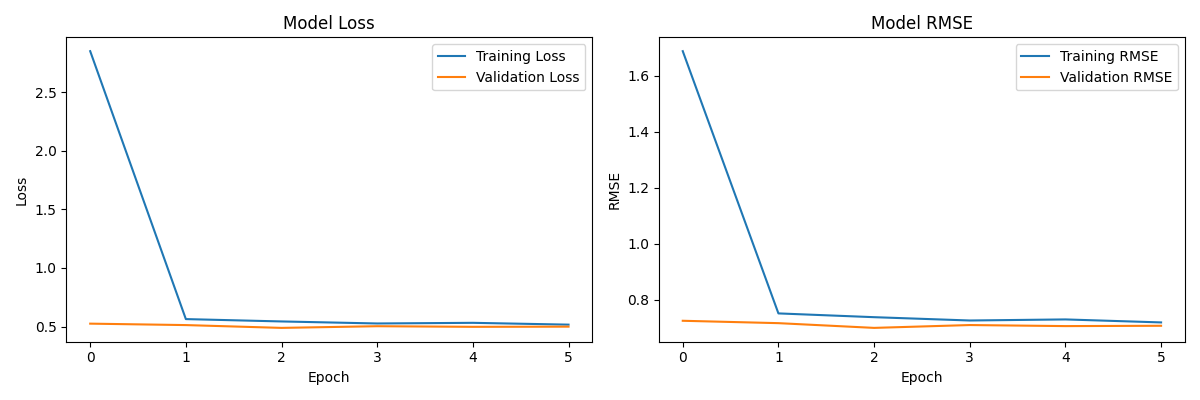 Model Loss
Training Loss
Validation Loss
2.5
2.0
1.5
1.0
0.5
Loss
0 1 2 3 4 5
Epoch
Model RMSE
Training RMSE
Validation RMSE
1.6
1.4
1.2
1.0
0.8
RMSE
0 1 2 3 4 5
Epoch